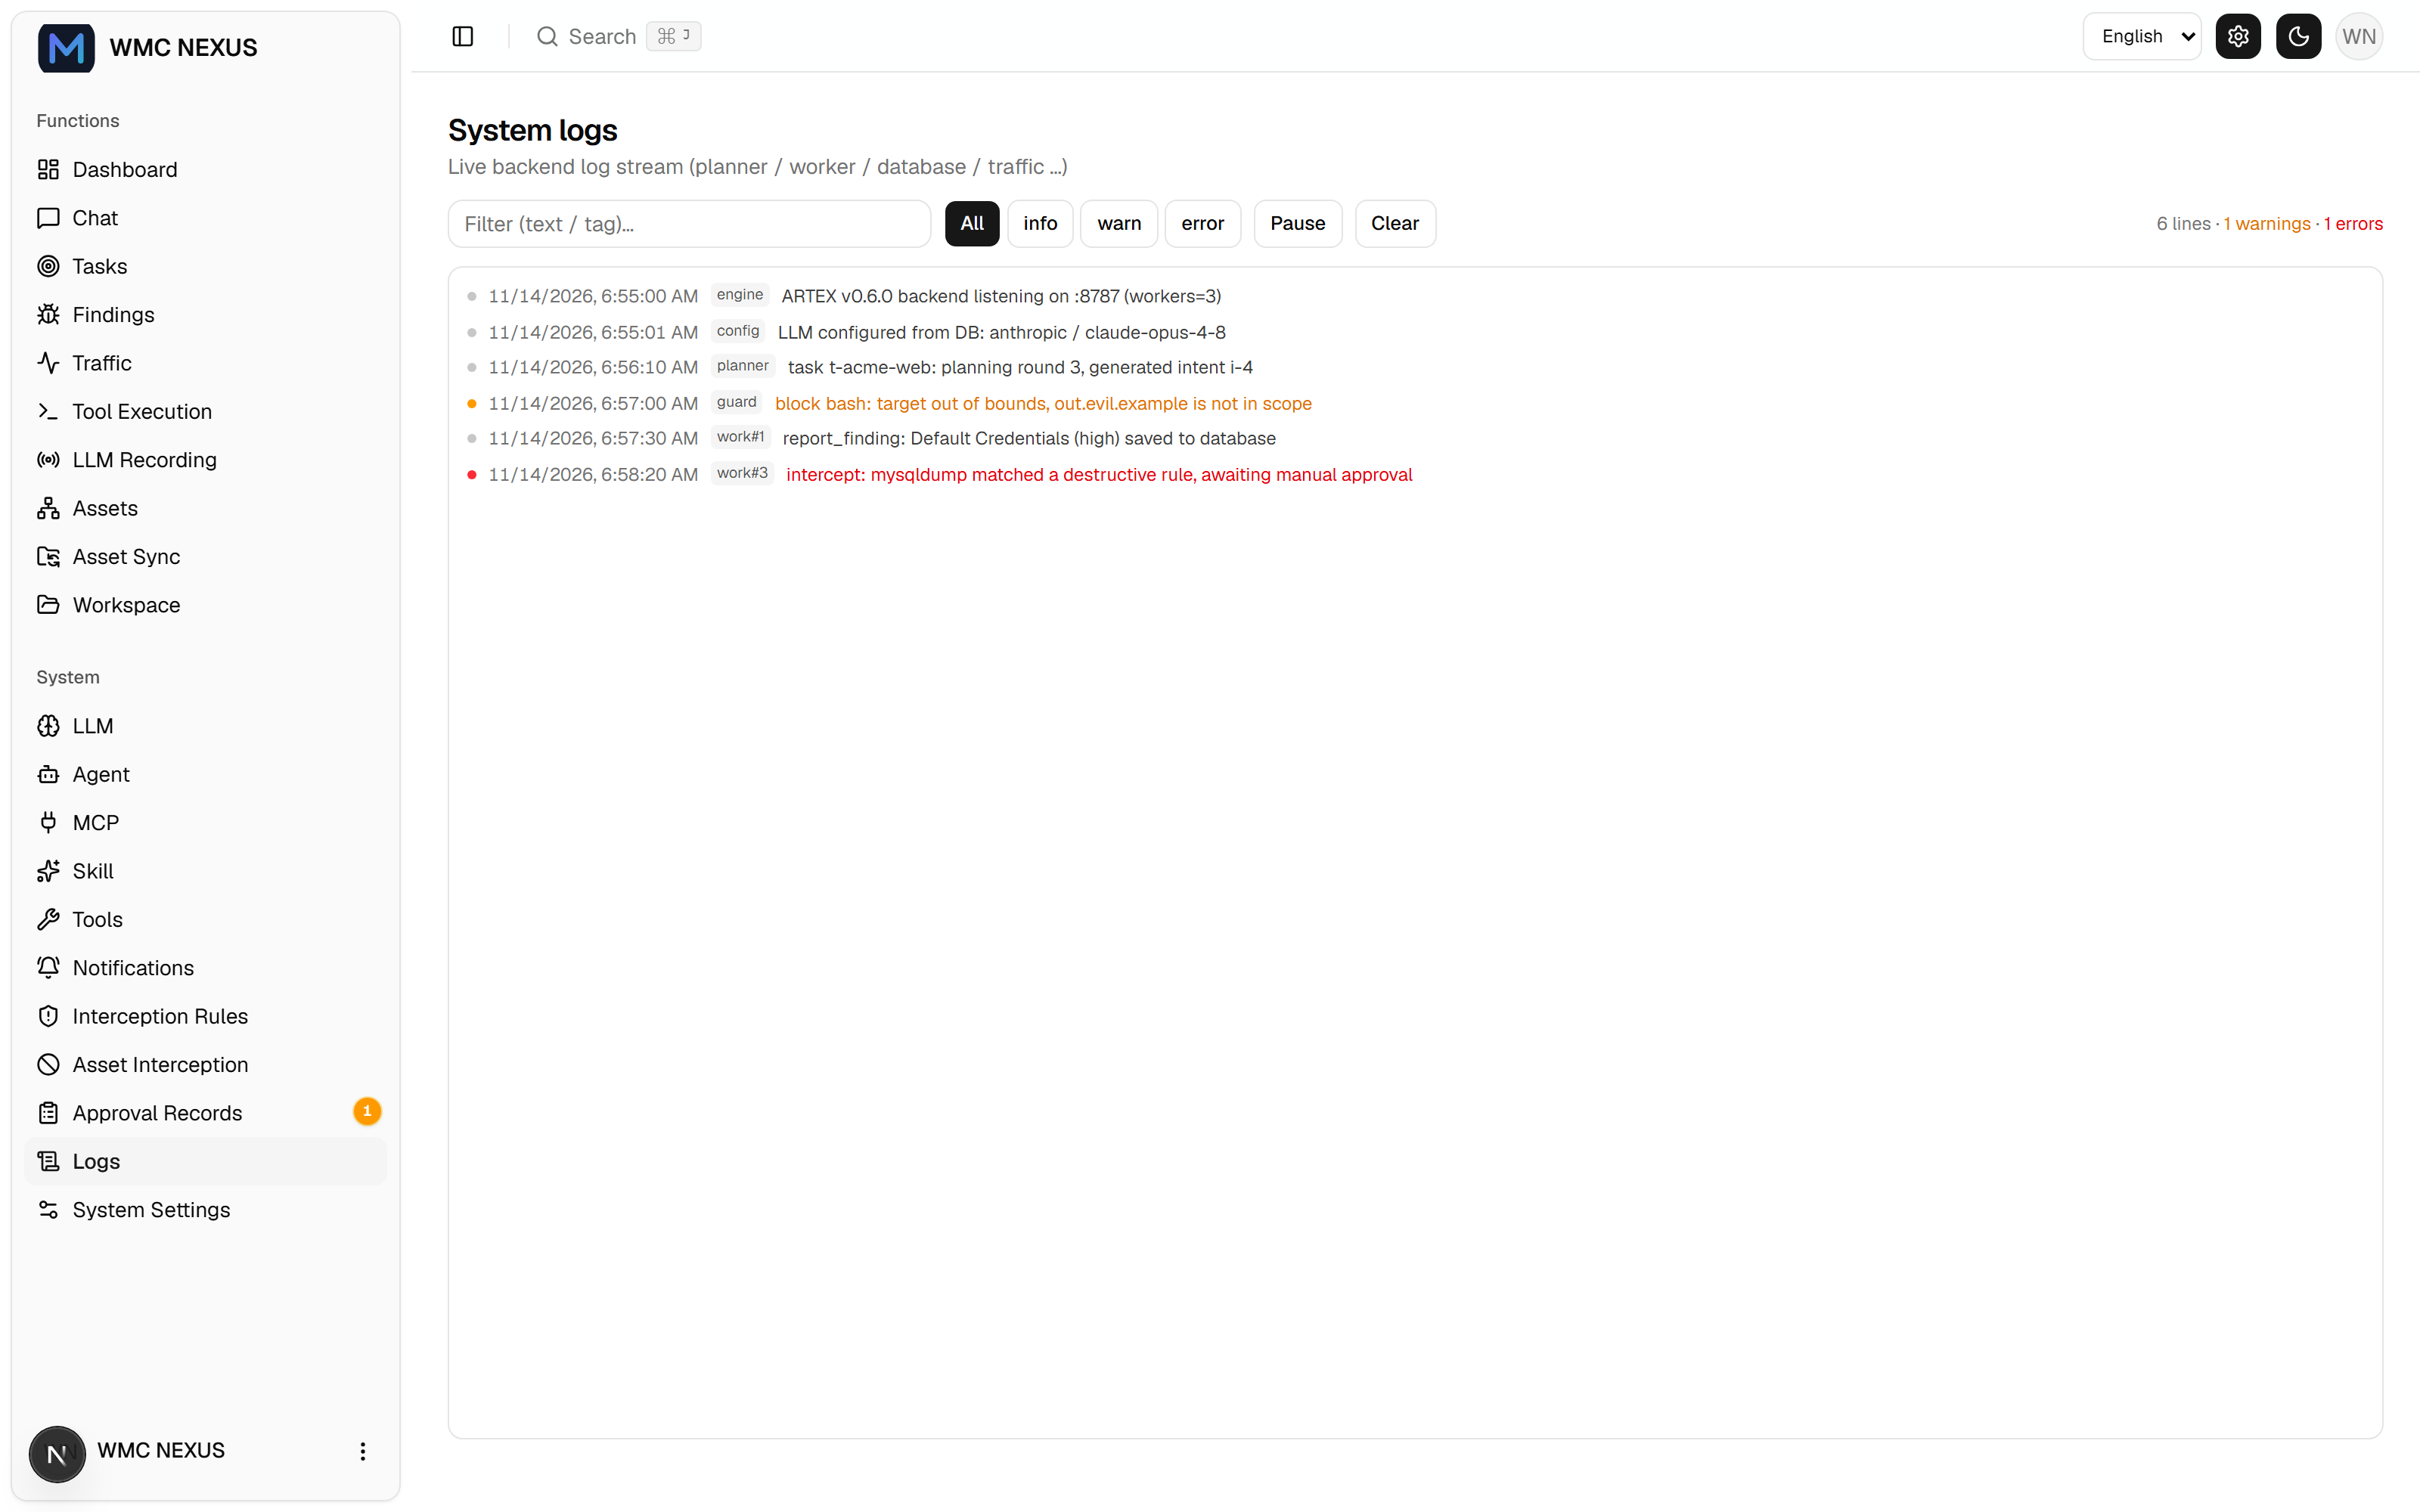 WMC NEXUS
Functions
Dashboard
Chat
Tasks
Findings
Traffic
Tool Execution
LLM Recording
Assets
Asset Sync
Workspace
System
LLM
Agent
MCP
Skill
Tools
Notifications
Interception Rules
Asset Interception
Approval Records 1
Logs
System Settings
N WMC NEXUS
Search ⌘ J
English
WN
System logs
Live backend log stream (planner / worker / database / traffic ...)
Filter (text / tag)... All info warn error Pause Clear 6 lines · 1 warnings · 1 errors
11/14/2026, 6:55:00 AM engine ARTEX v0.6.0 backend listening on :8787 (workers=3)
11/14/2026, 6:55:01 AM config LLM configured from DB: anthropic / claude-opus-4-8
11/14/2026, 6:56:10 AM planner task t-acme-web: planning round 3, generated intent i-4
11/14/2026, 6:57:00 AM guard block bash: target out of bounds, out.evil.example is not in scope
11/14/2026, 6:57:30 AM work#1 report_finding: Default Credentials (high) saved to database
11/14/2026, 6:58:20 AM work#3 intercept: mysqldump matched a destructive rule, awaiting manual approval